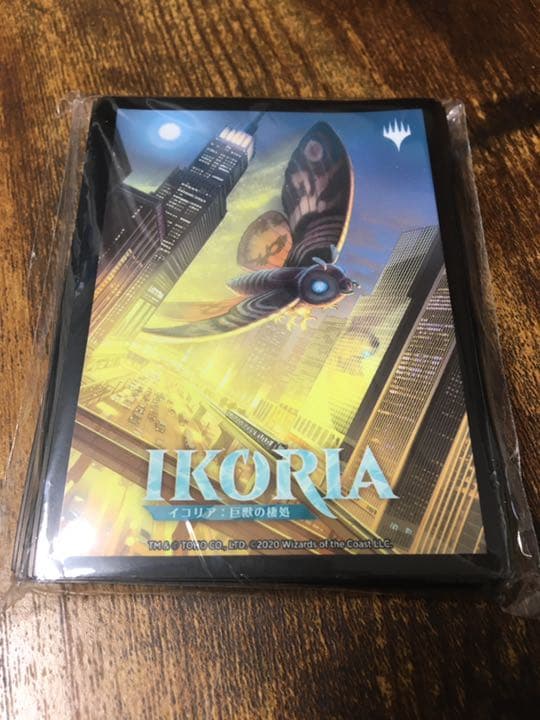 IKORIA
イコリア：巨獣の棲処
TM & © TOHO CO., LTD. ©2020 Wizards of the Coast LLC.